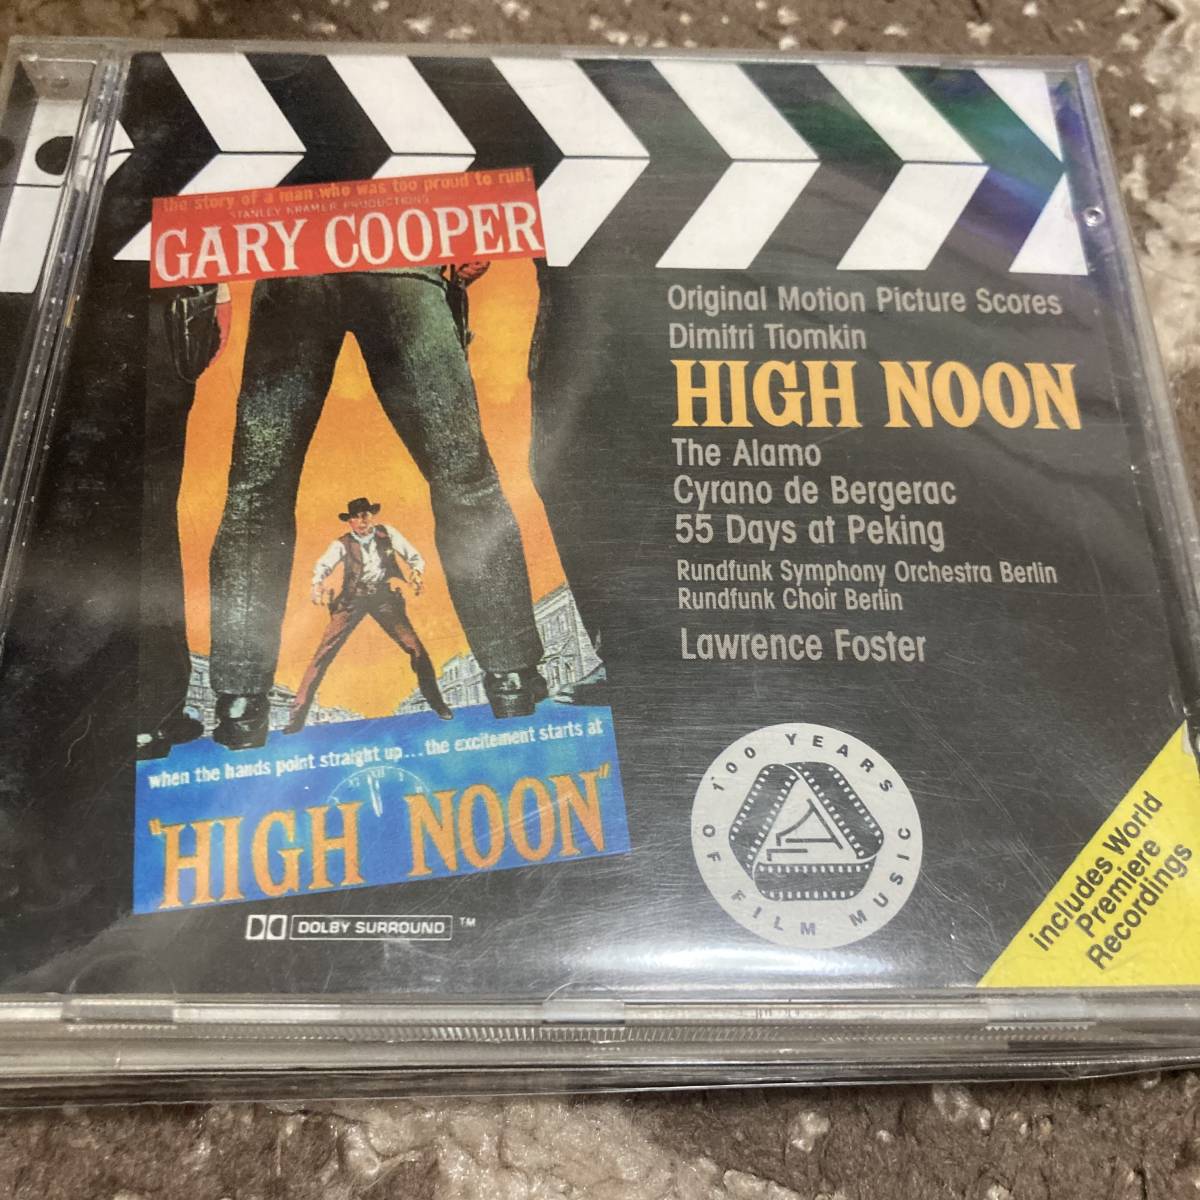 the story of a man who was too proud to run!
STANLEY KRAMER PRODUCTIONS
GARY COOPER
when the hands point straight up...the excitement starts at
"HIGH NOON"
DOLBY SURROUND ™
Original Motion Picture Scores
Dimitri Tiomkin
HIGH NOON
The Alamo
Cyrano de Bergerac
55 Days at Peking
Rundfunk Symphony Orchestra Berlin
Rundfunk Choir Berlin
Lawrence Foster
100 YEARS OF FILM MUSIC
includes World
Premiere
Recordings